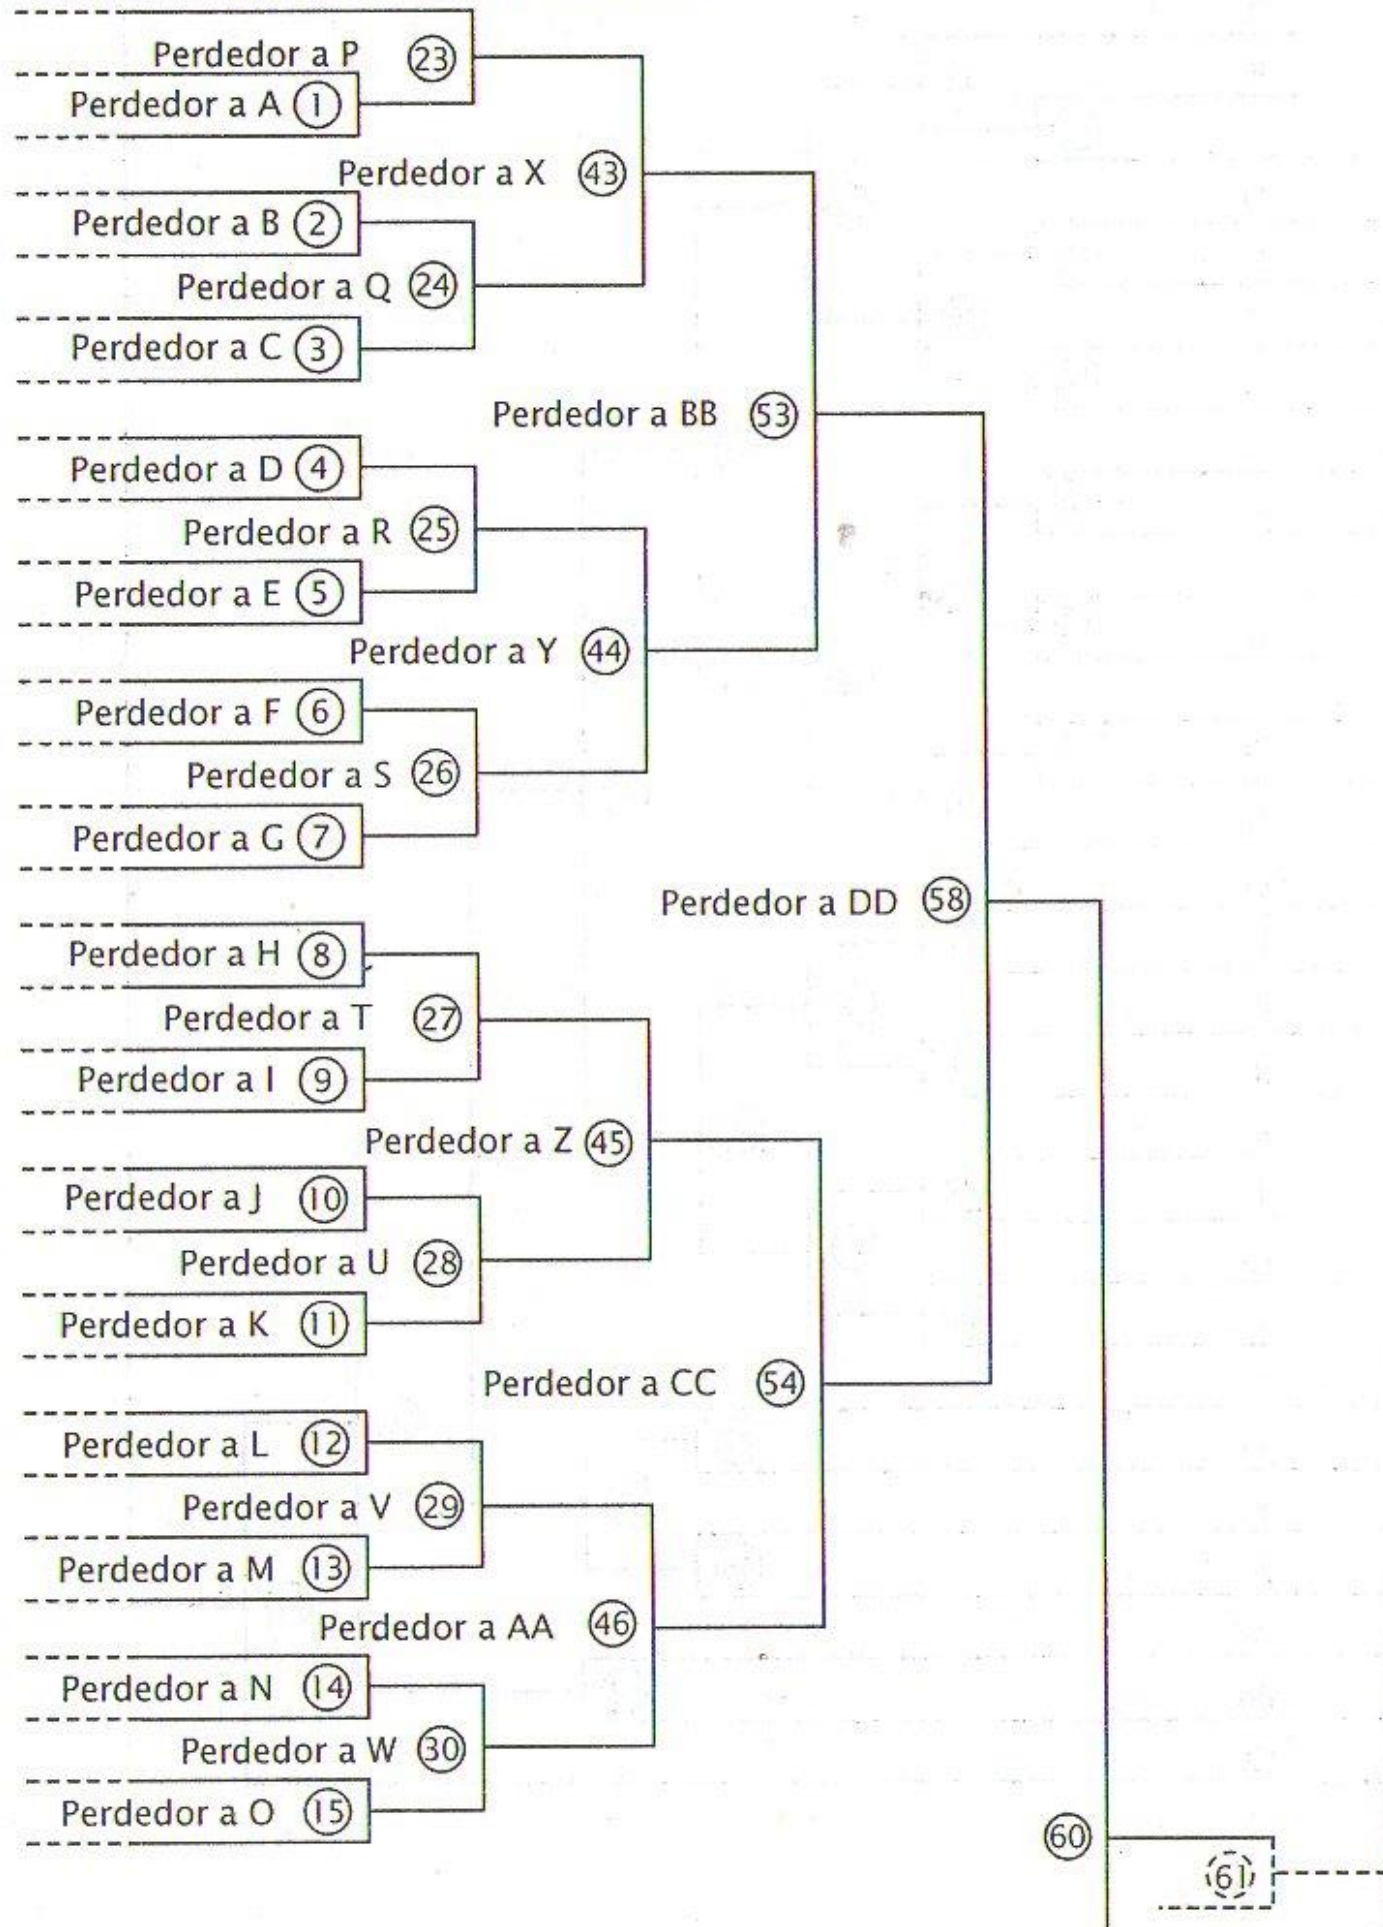 Perdedor a P 23
Perdedor a A 1
Perdedor a X 43
Perdedor a B 2
Perdedor a Q 24
Perdedor a C 3
Perdedor a BB 53
Perdedor a D 4
Perdedor a R 25
Perdedor a E 5
Perdedor a Y 44
Perdedor a F 6
Perdedor a S 26
Perdedor a G 7
Perdedor a DD 58
Perdedor a H 8
Perdedor a T 27
Perdedor a I 9
Perdedor a Z 45
Perdedor a J 10
Perdedor a U 28
Perdedor a K 11
Perdedor a CC 54
Perdedor a L 12
Perdedor a V 29
Perdedor a M 13
Perdedor a AA 46
Perdedor a N 14
Perdedor a W 30
Perdedor a O 15
60
61